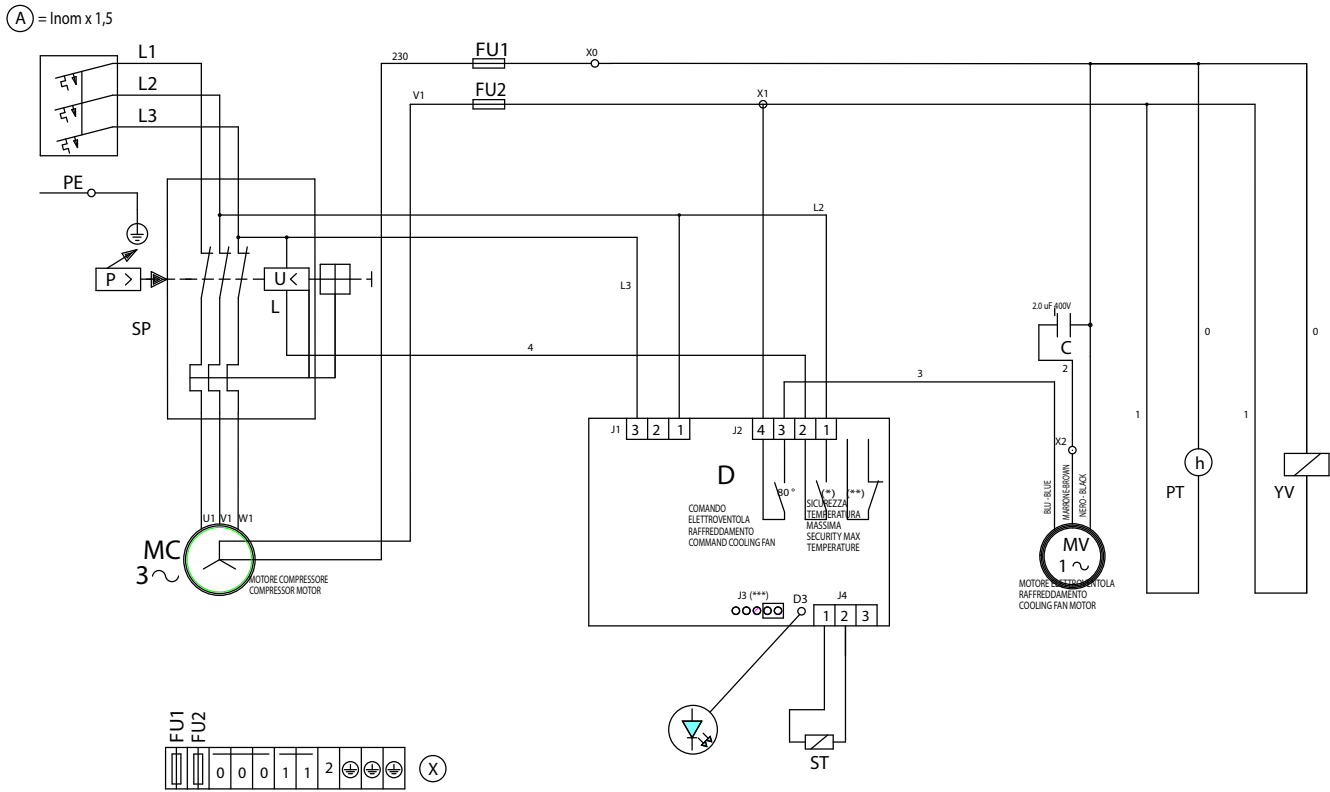 A = Inom x 1,5
L1
L2
L3
PE
230
FU1
X0
V1
FU2
X1
L2
L3
P >
U<
L
SP
4
3
2.0 uF 400V
C
2
0
0
1
1
J1 3 2 1
J2 4 3 2 1
D
80 °
(*)
(**)
COMANDO
ELETTROVENTOLA
RAFFREDDAMENTO
COMMAND COOLING FAN
SICUREZZA
TEMPERATURA
MASSIMA
SECURITY MAX
TEMPERATURE
X2
BLU - BLUE
MARRONE-BROWN
NERO - BLACK
h
PT
YV
U1 V1 W1
MC
3
MOTORE COMPRESSORE
COMPRESSOR MOTOR
MV
1
MOTORE ELETTROVENTOLA
RAFFREDDAMENTO
COOLING FAN MOTOR
J3 (***)
D3
J4
1 2 3
ST
FU1
FU2
0 0 0 1 1 2
X